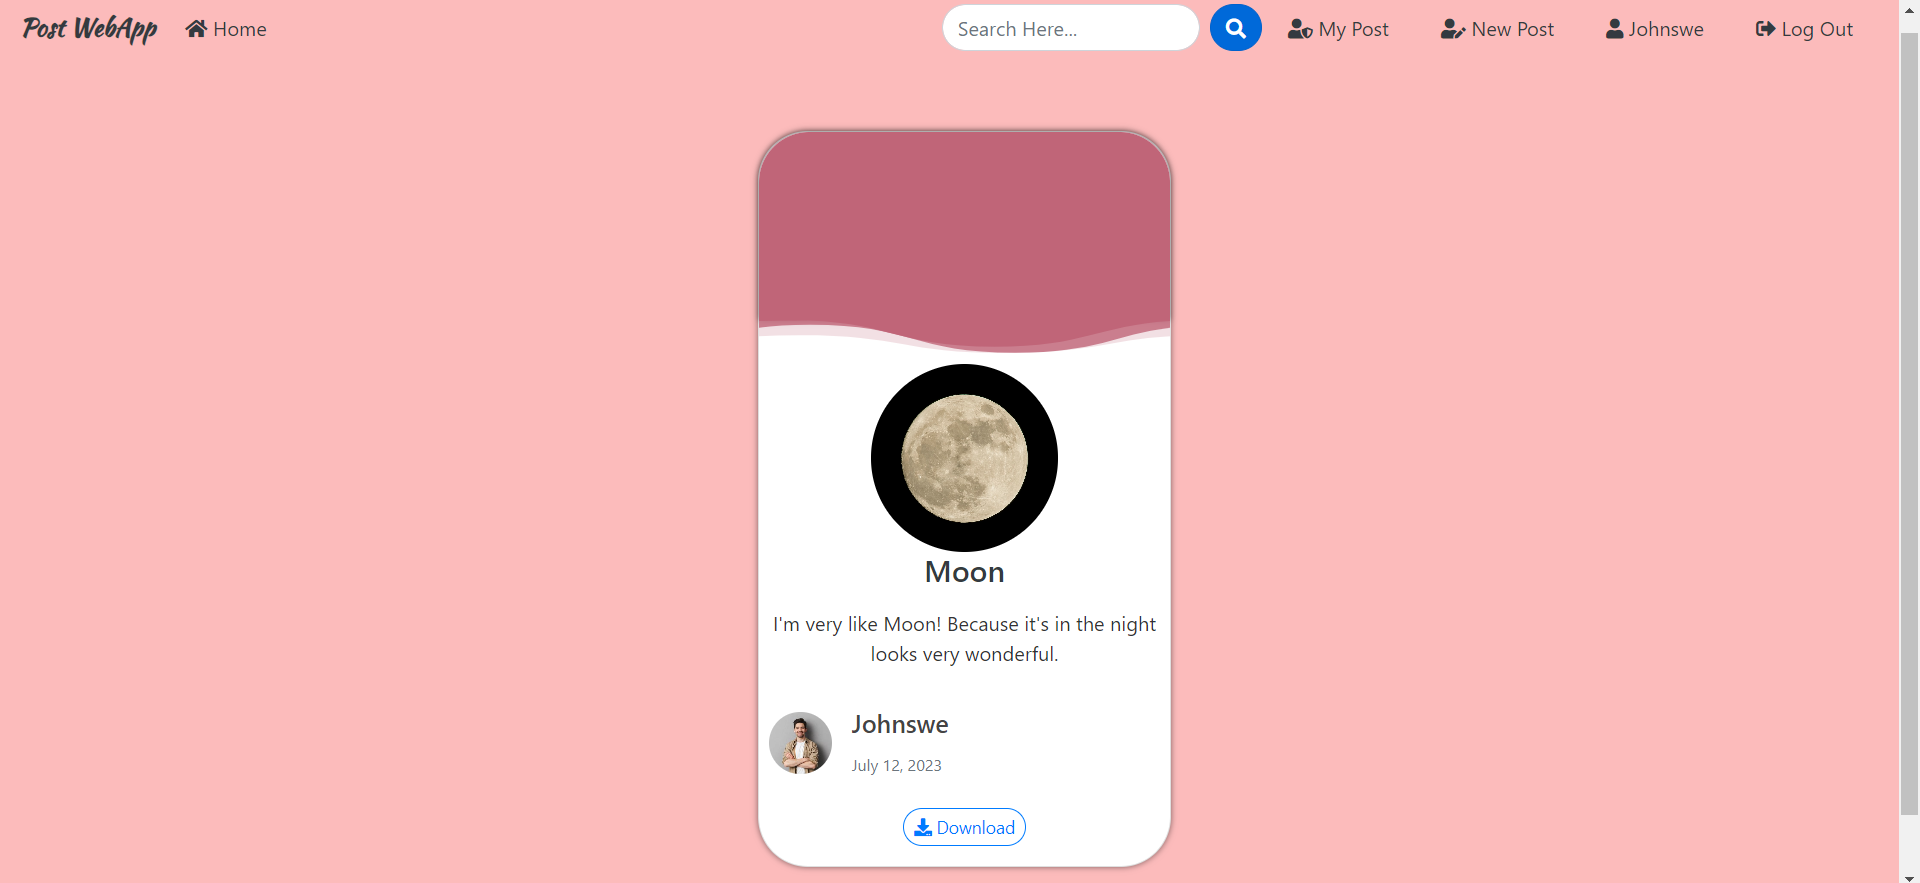 Post WebApp Home Search Here... My Post New Post Johnswe Log Out
Moon
I'm very like Moon! Because it's in the night
looks very wonderful.
Johnswe
July 12, 2023
Download